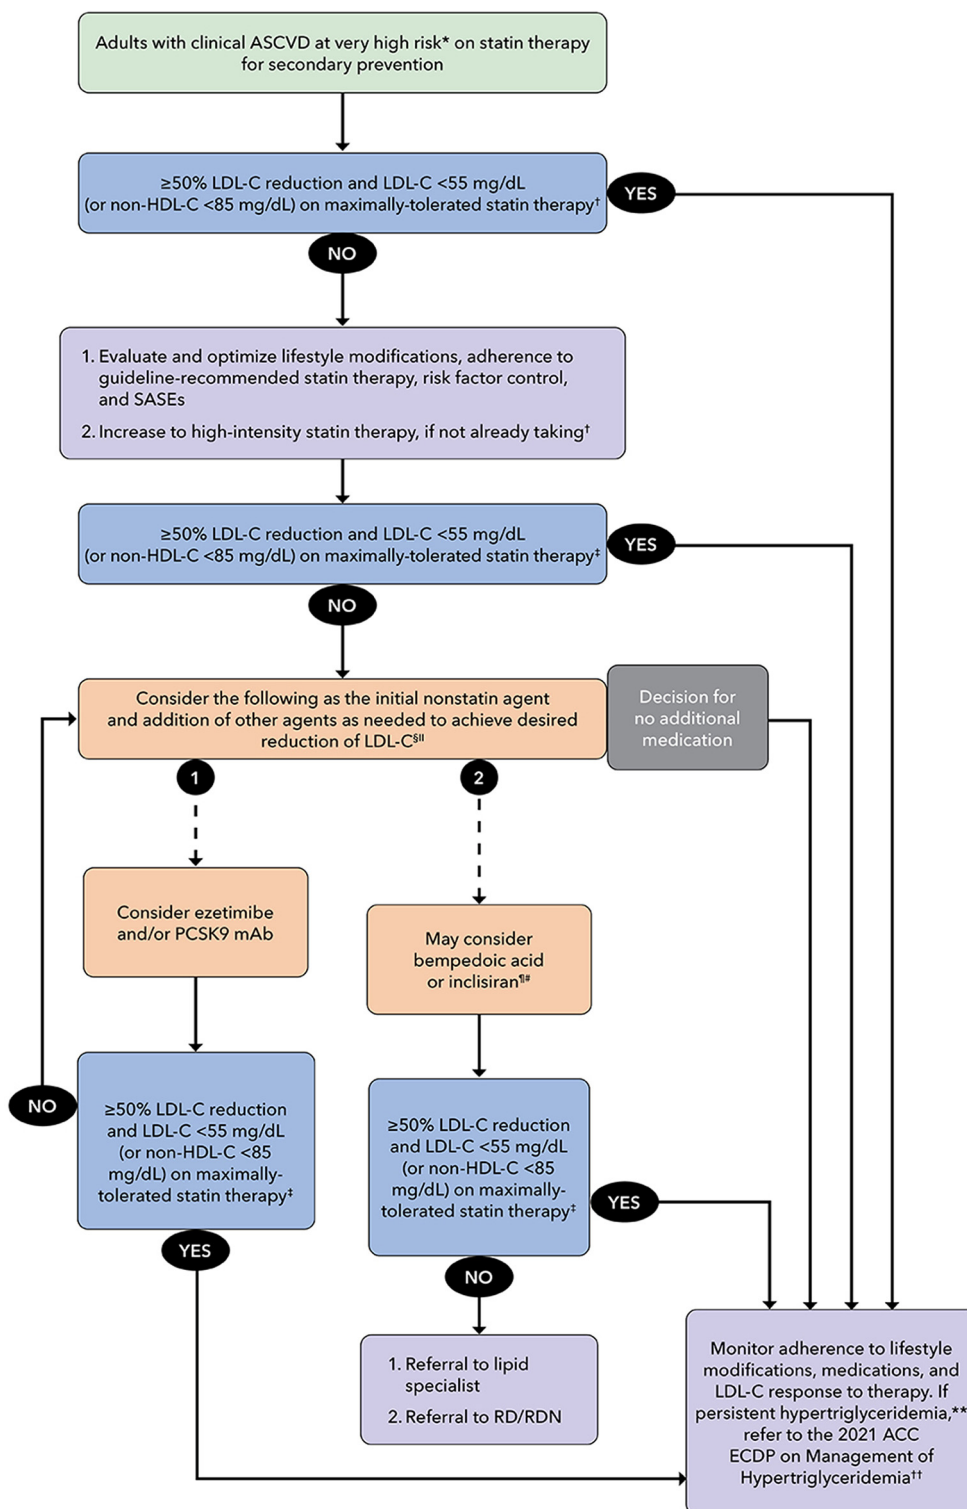 Adults with clinical ASCVD at very high risk* on statin therapy
for secondary prevention
≥50% LDL-C reduction and LDL-C <55 mg/dL
(or non-HDL-C <85 mg/dL) on maximally-tolerated statin therapy†
YES
NO
1. Evaluate and optimize lifestyle modifications, adherence to
guideline-recommended statin therapy, risk factor control,
and SASEs
2. Increase to high-intensity statin therapy, if not already taking†
≥50% LDL-C reduction and LDL-C <55 mg/dL
(or non-HDL-C <85 mg/dL) on maximally-tolerated statin therapy‡
YES
NO
Consider the following as the initial nonstatin agent
and addition of other agents as needed to achieve desired
reduction of LDL-C§||
Decision for
no additional
medication
1
2
Consider ezetimibe
and/or PCSK9 mAb
May consider
bempedoic acid
or inclisiran¶#
NO
≥50% LDL-C reduction
and LDL-C <55 mg/dL
(or non-HDL-C <85
mg/dL) on maximally-
tolerated statin therapy‡
YES
≥50% LDL-C reduction
and LDL-C <55 mg/dL
(or non-HDL-C <85
mg/dL) on maximally-
tolerated statin therapy‡
YES
NO
1. Referral to lipid
specialist
2. Referral to RD/RDN
Monitor adherence to lifestyle
modifications, medications, and
LDL-C response to therapy. If
persistent hypertriglyceridemia,**
refer to the 2021 ACC
ECDP on Management of
Hypertriglyceridemia††